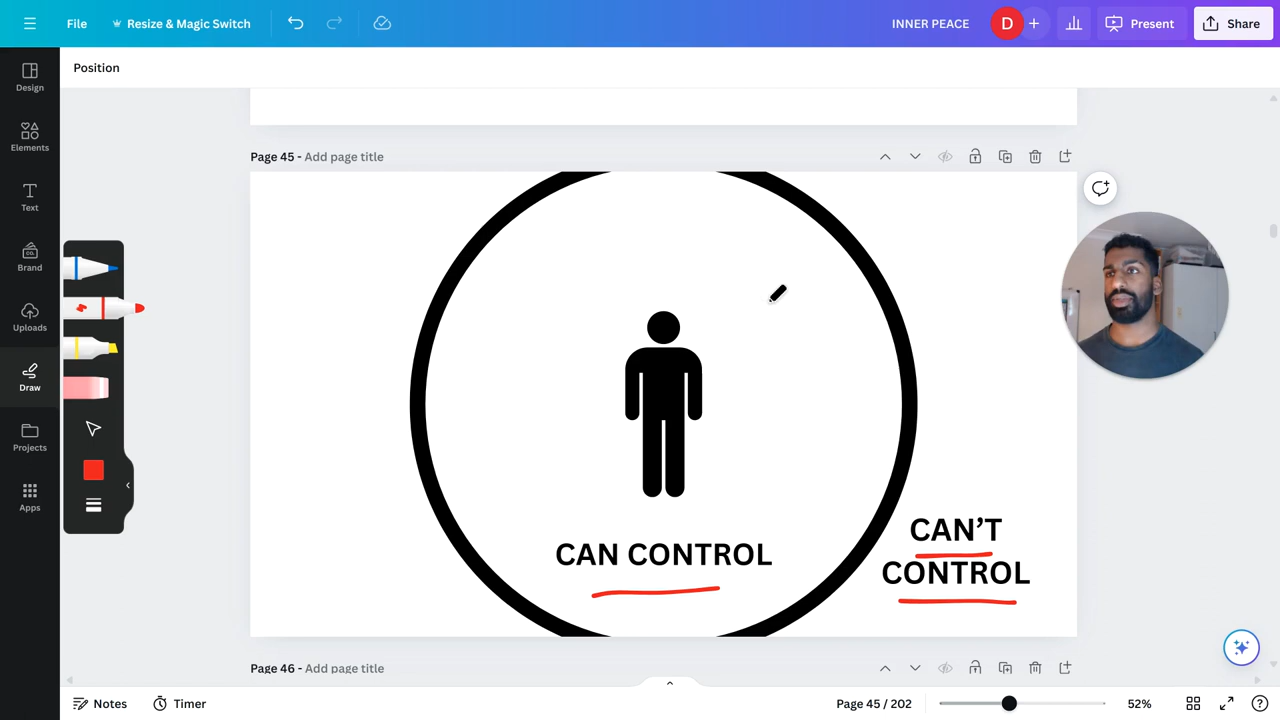 File
Resize & Magic Switch
INNER PEACE
D
Present
Share
Design
Elements
Text
Brand
Uploads
Draw
Projects
Apps
Position
Page 45 - Add page title
CAN CONTROL
CAN’T
CONTROL
Page 46 - Add page title
Notes
Timer
Page 45 / 202
52%